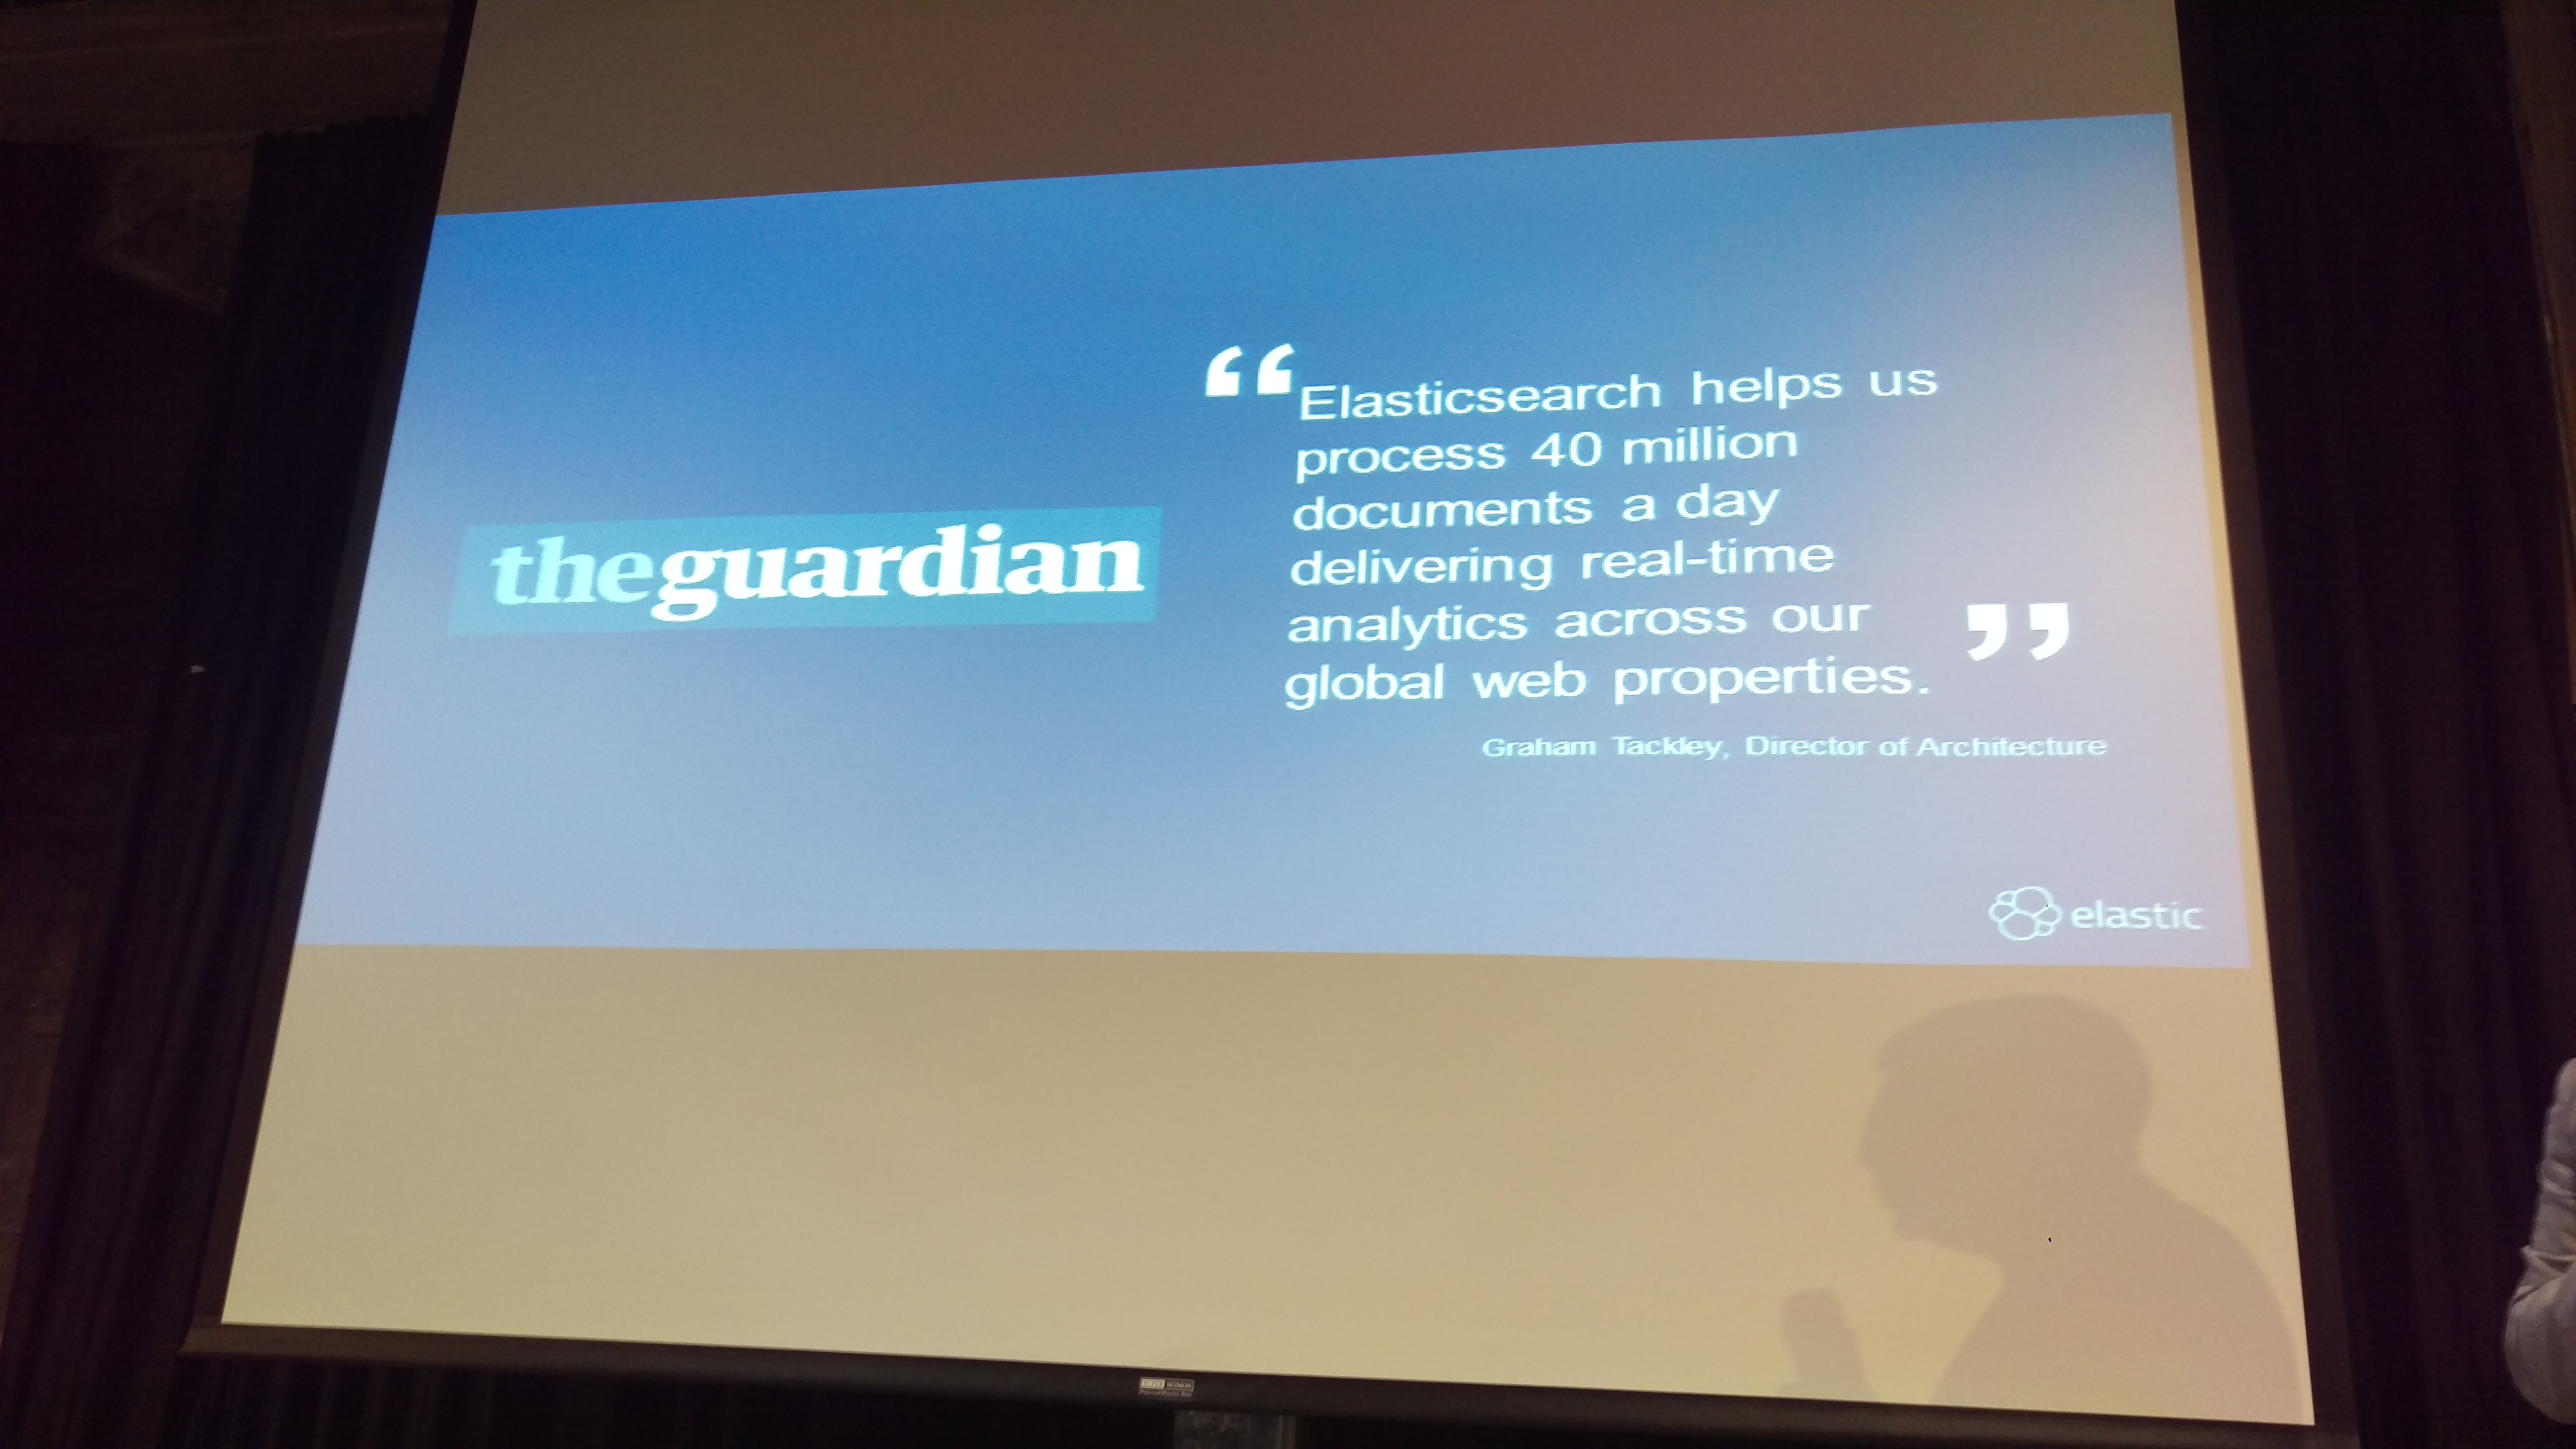 theguardian
“Elasticsearch helps us
process 40 million
documents a day
delivering real-time
analytics across our
global web properties.”
Graham Tackley, Director of Architecture
elastic